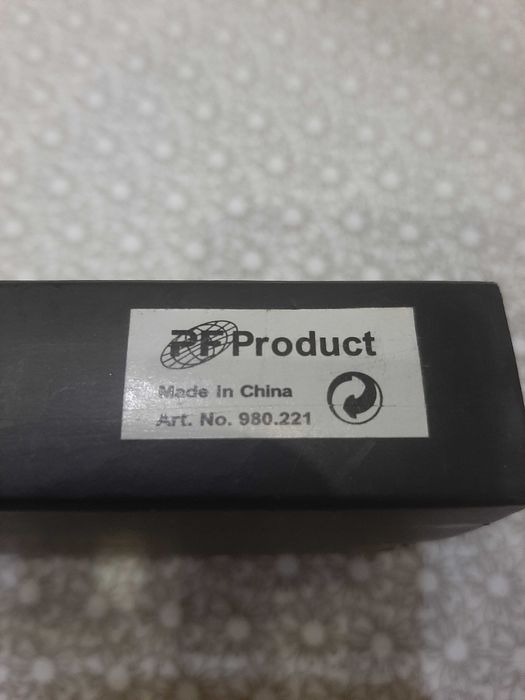 PF Product
Made in China
Art. No. 980.221